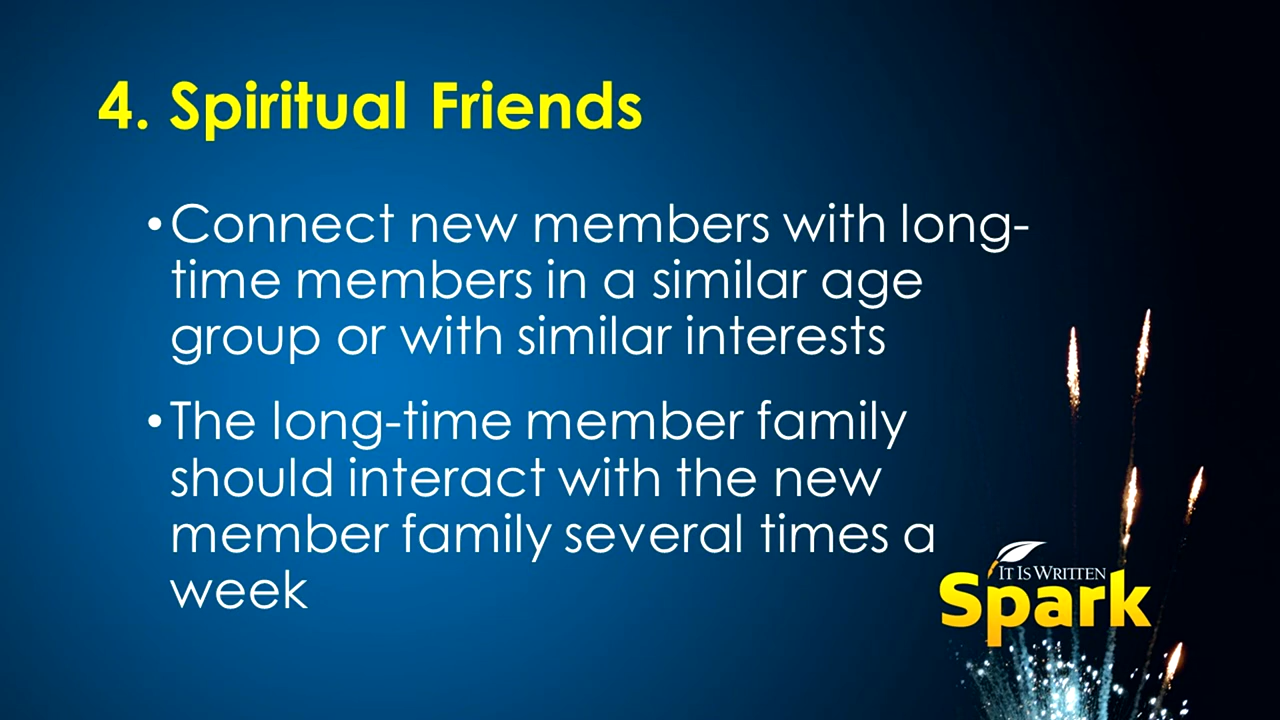 4. Spiritual Friends
•Connect new members with long-
time members in a similar age
group or with similar interests
•The long-time member family
should interact with the new
member family several times a
week
IT IS WRITTEN
Spark